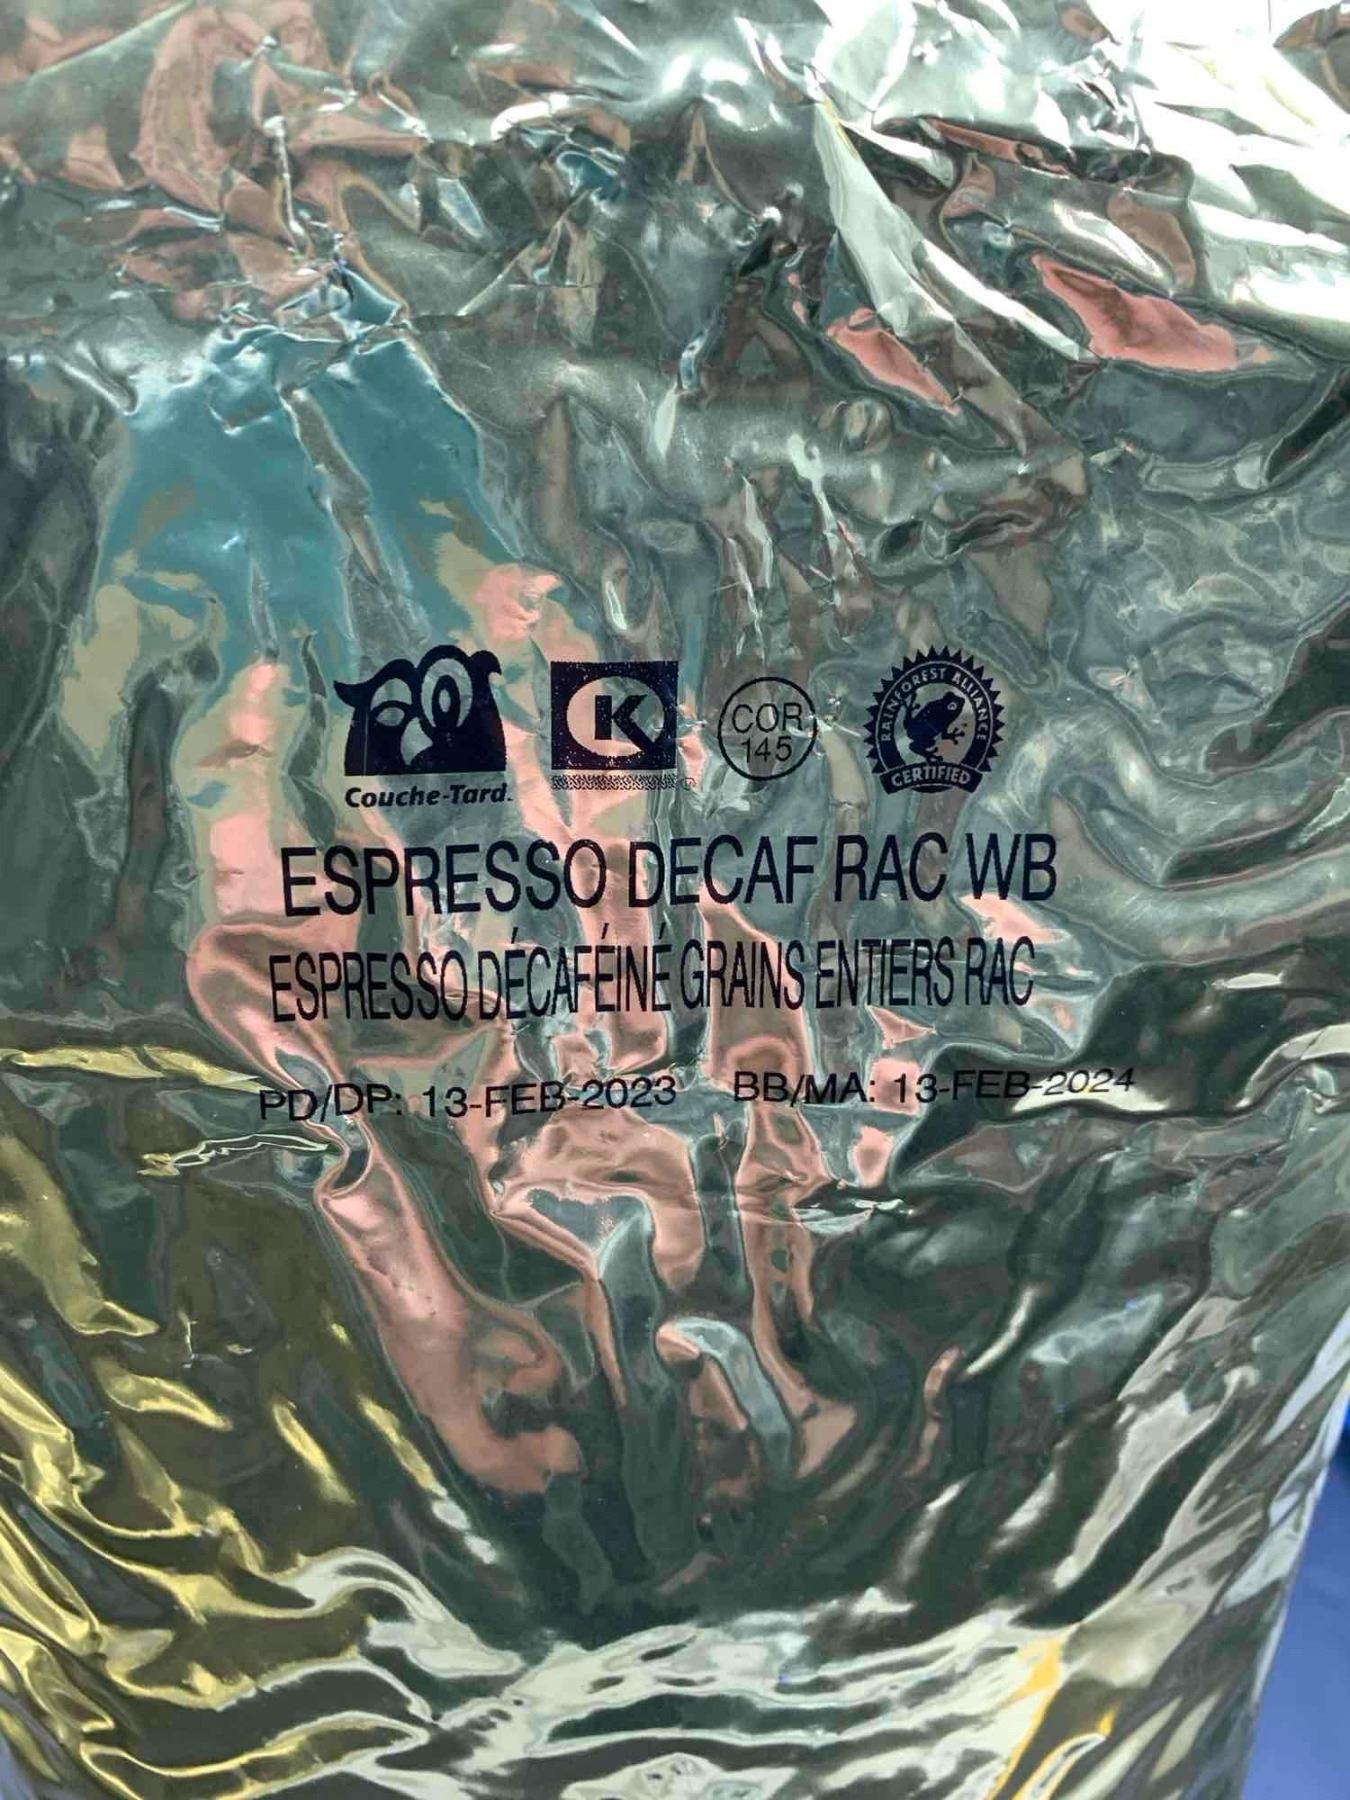 K
COR
145
RAINFOREST ALLIANCE
CERTIFIED
Couche-Tard.
ESPRESSO DECAF RAC WB
ESPRESSO DÉCAFÉINÉ GRAINS ENTIERS RAC
PD/DP: 13-FEB-2023 BB/MA: 13-FEB-2024